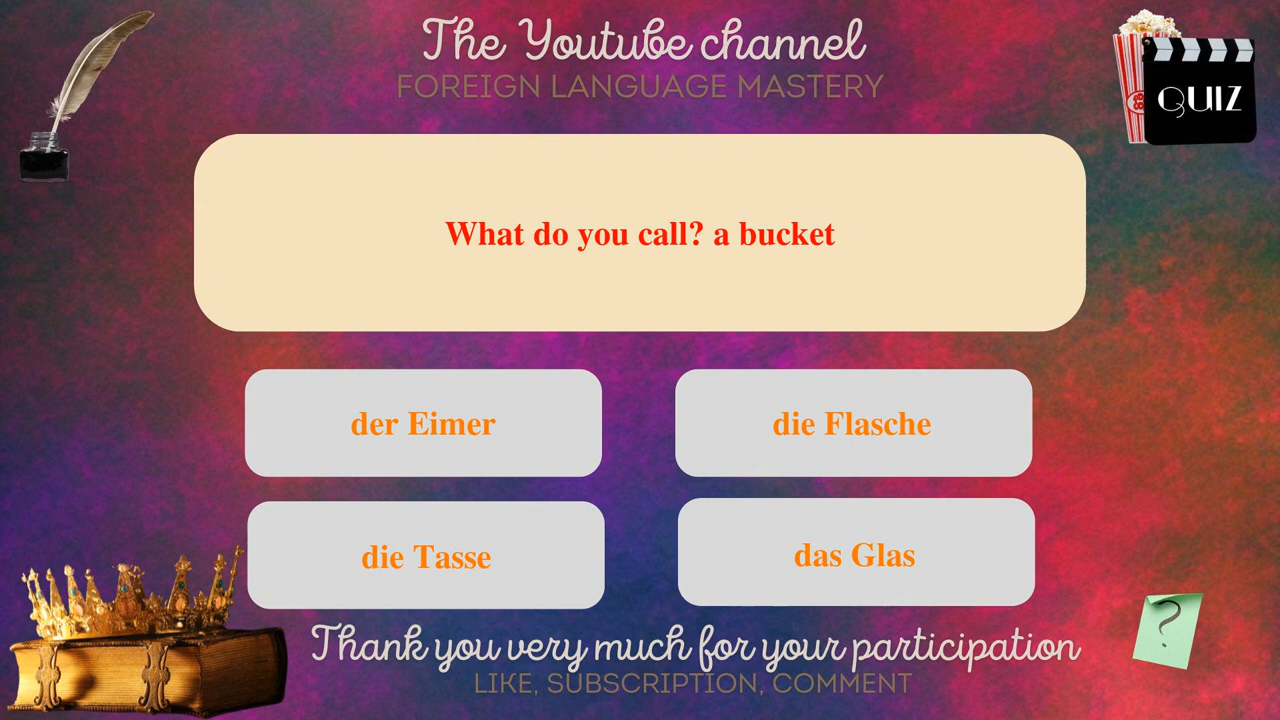 The Youtube channel
FOREIGN LANGUAGE MASTERY
QUIZ
What do you call? a bucket
der Eimer
die Flasche
die Tasse
das Glas
?
Thank you very much for your participation
LIKE, SUBSCRIPTION, COMMENT